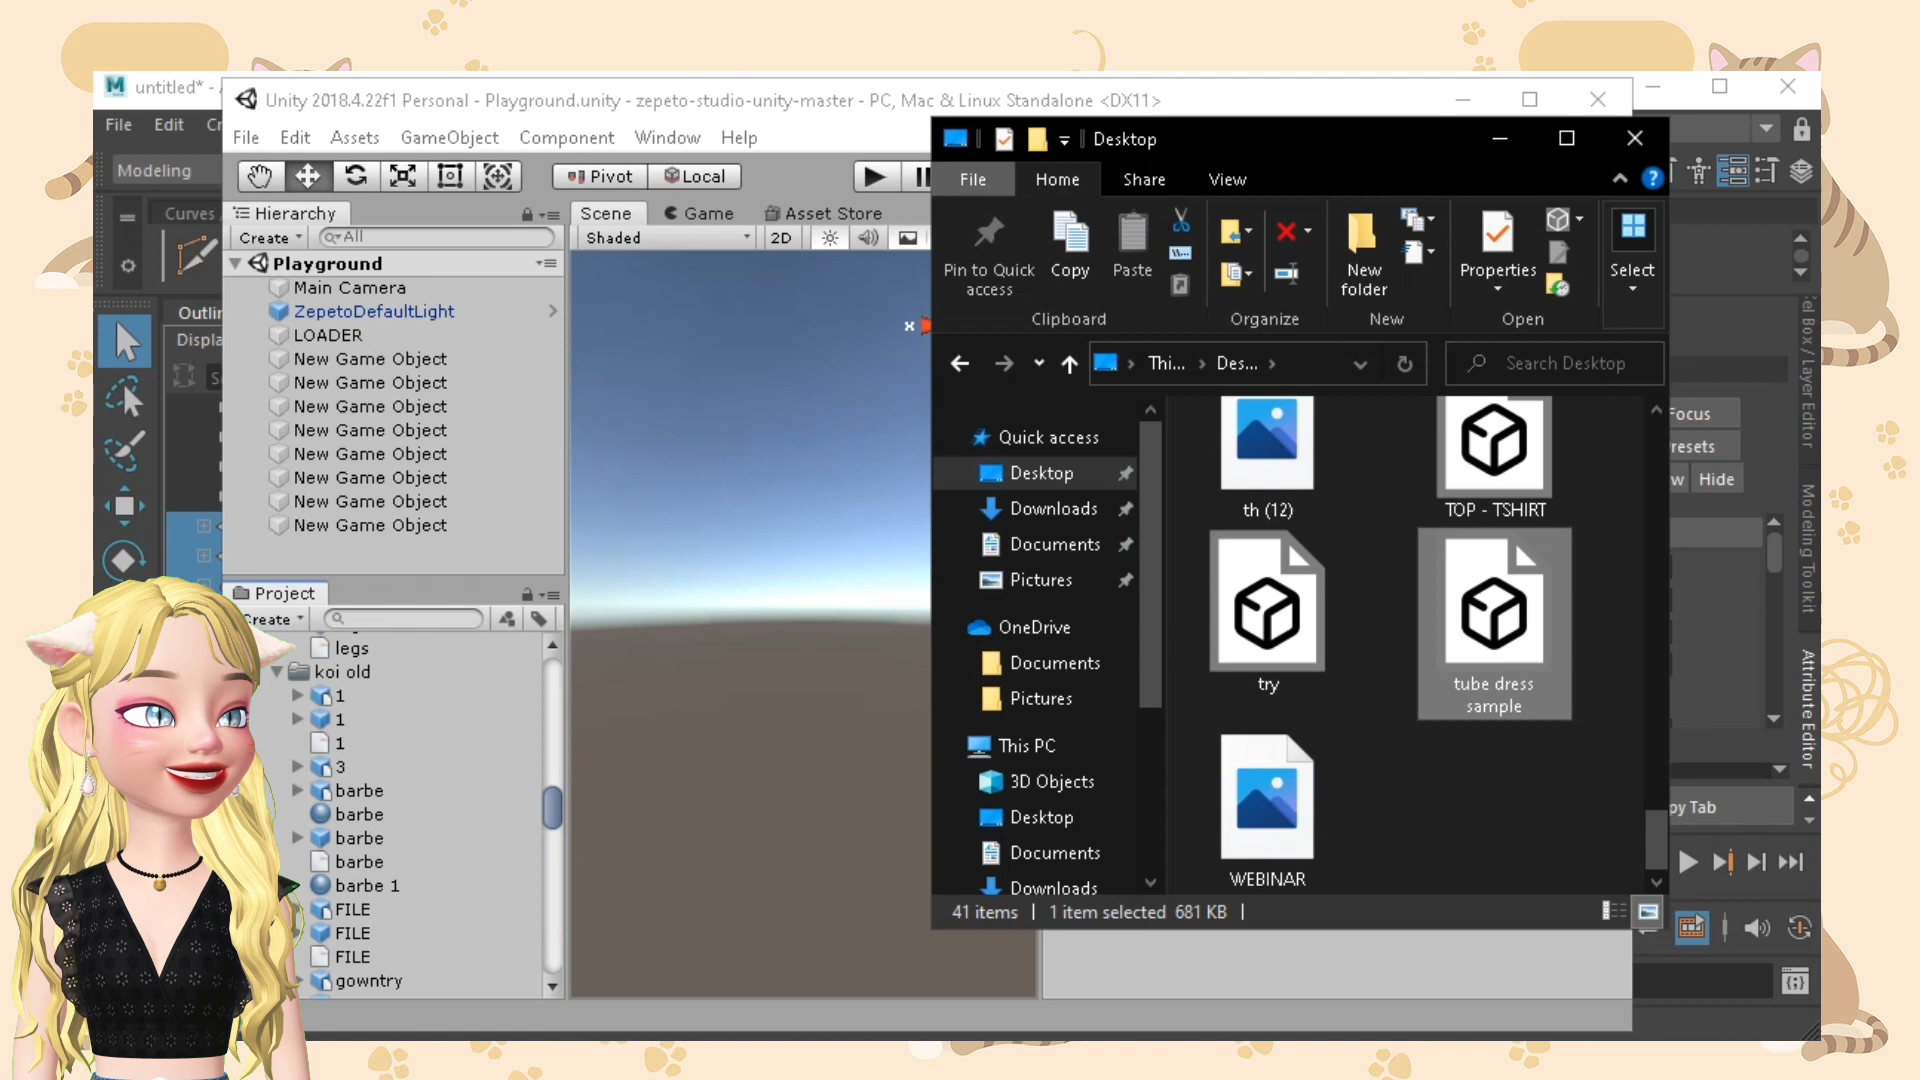 untitled* -
File Edit
Modeling
Curves
Outlin
Displa
Unity 2018.4.22f1 Personal - Playground.unity - zepeto-studio-unity-master - PC, Mac & Linux Standalone <DX11>
File Edit Assets GameObject Component Window Help
Pivot Local
Hierarchy
Create All
Playground
Main Camera
ZepetoDefaultLight
LOADER
New Game Object
New Game Object
New Game Object
New Game Object
New Game Object
New Game Object
New Game Object
New Game Object
Scene Game Asset Store
Shaded 2D
x
Project
Create
legs
koi old
1
1
1
3
barbe
barbe
barbe
barbe
barbe 1
FILE
FILE
FILE
gowntry
Desktop
File Home Share View
Pin to Quick access
Copy
Paste
Clipboard
Organize
New folder
New
Properties
Open
Select
Thi... Des...
Search Desktop
Quick access
Desktop
Downloads
Documents
Pictures
OneDrive
Documents
Pictures
This PC
3D Objects
Desktop
Documents
Downloads
th (12)
TOP - TSHIRT
try
tube dress
sample
WEBINAR
41 items 1 item selected 681 KB
Focus
resets
w Hide
el Box / Layer Editor
Modeling Toolkit
Attribute Editor
py Tab